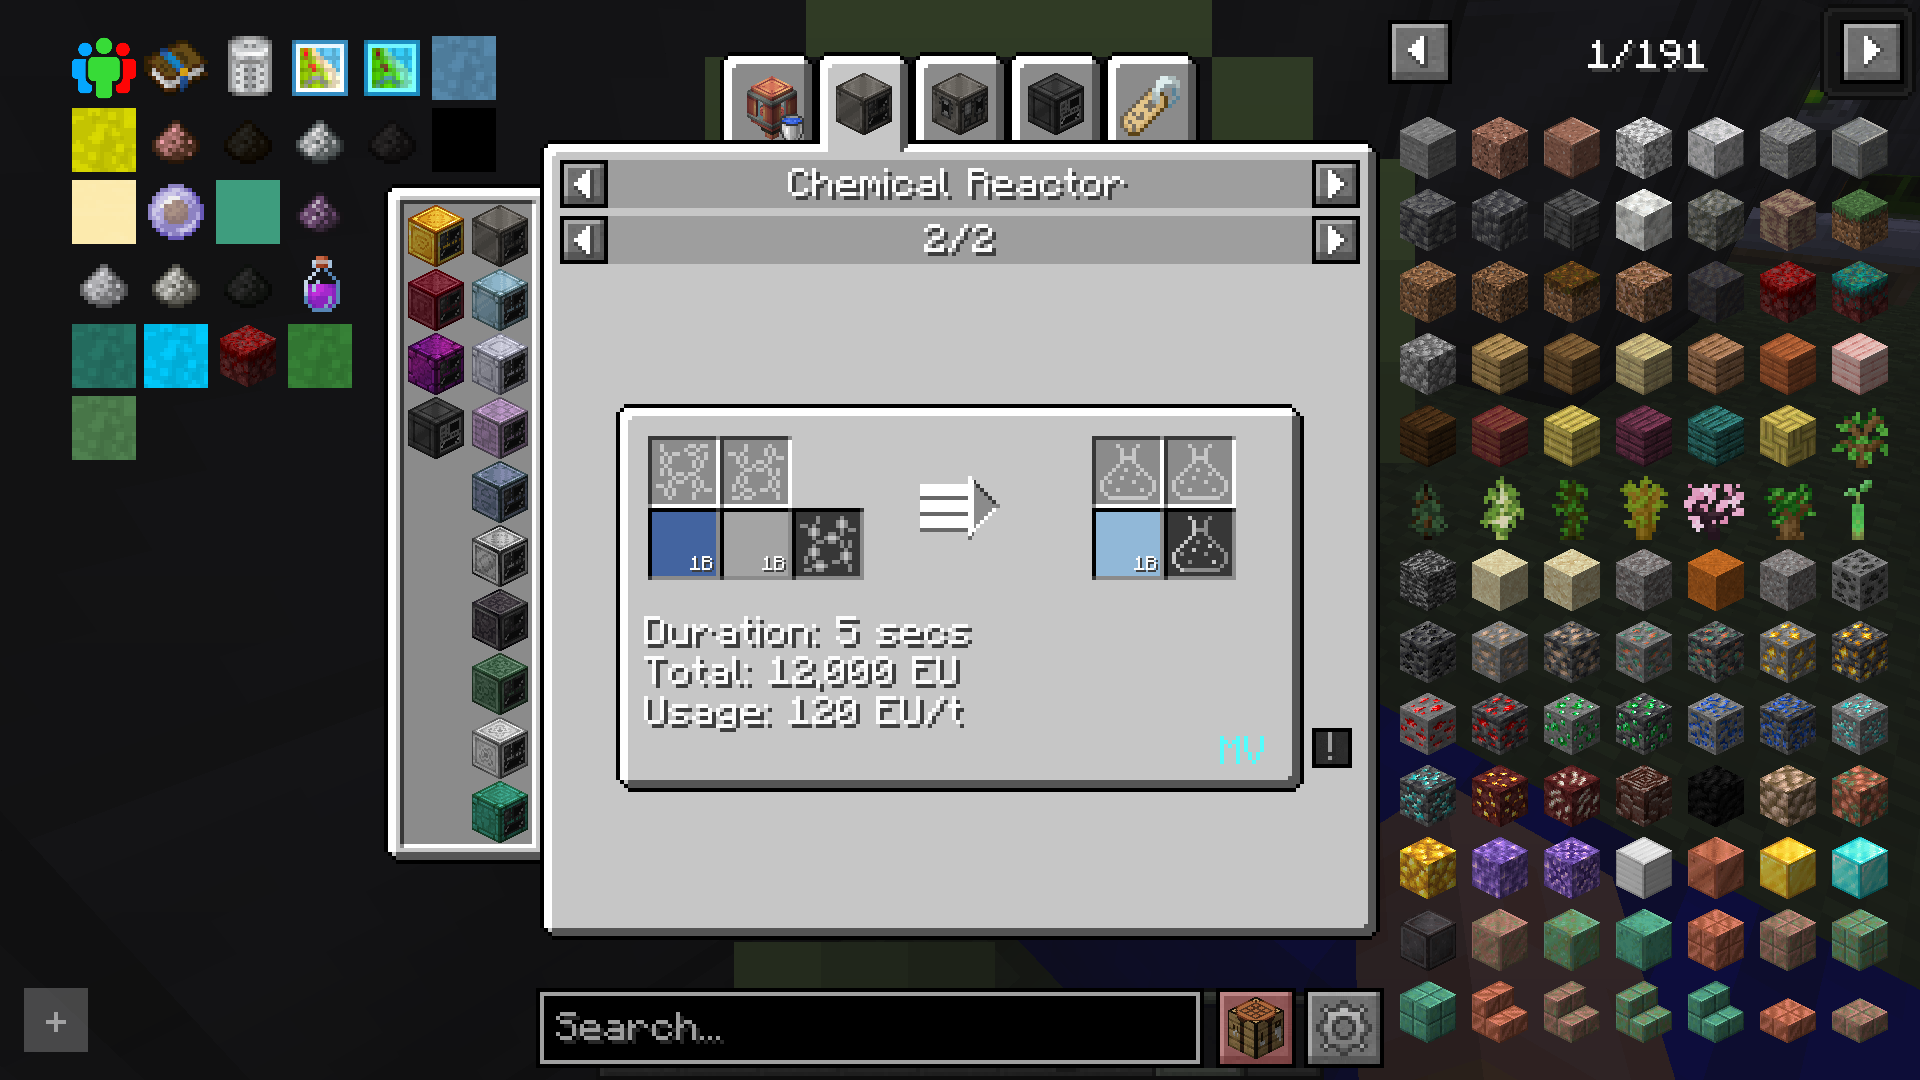 1/191
Chemical Reactor
2/2
1B
1B
1B
Duration: 5 secs
Total: 12,000 EU
Usage: 120 EU/t
MV
!
+
Search...